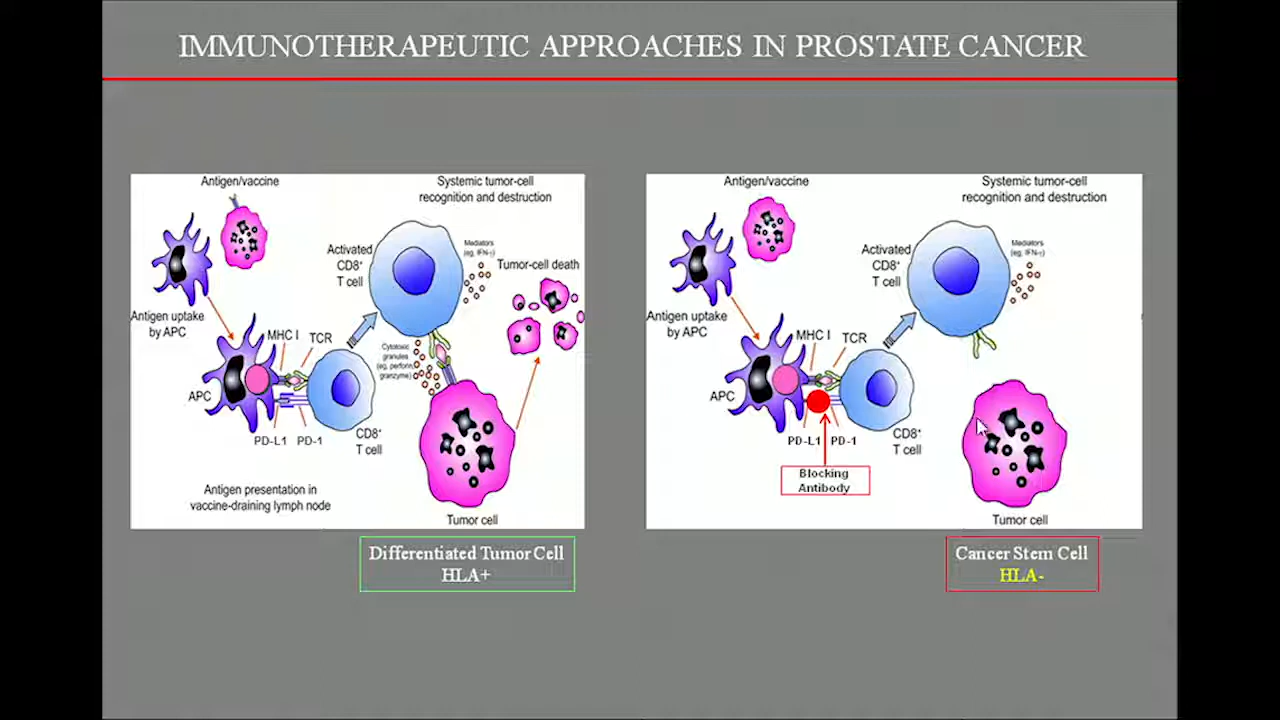 IMMUNOTHERAPEUTIC APPROACHES IN PROSTATE CANCER
Antigen/vaccine
Systemic tumor-cell
recognition and destruction
Activated
CD8+
T cell
Mediators
(eg, IFN-γ)
Tumor-cell death
Antigen uptake
by APC
MHC I
TCR
Cytotoxic
granules
(eg, perforin,
granzyme)
APC
PD-L1
PD-1
CD8+
T cell
Antigen presentation in
vaccine-draining lymph node
Tumor cell
Differentiated Tumor Cell
HLA+
Antigen/vaccine
Systemic tumor-cell
recognition and destruction
Activated
CD8+
T cell
Mediators
(eg, IFN-γ)
Antigen uptake
by APC
MHC I
TCR
APC
PD-L1
PD-1
CD8+
T cell
Blocking
Antibody
Tumor cell
Cancer Stem Cell
HLA-